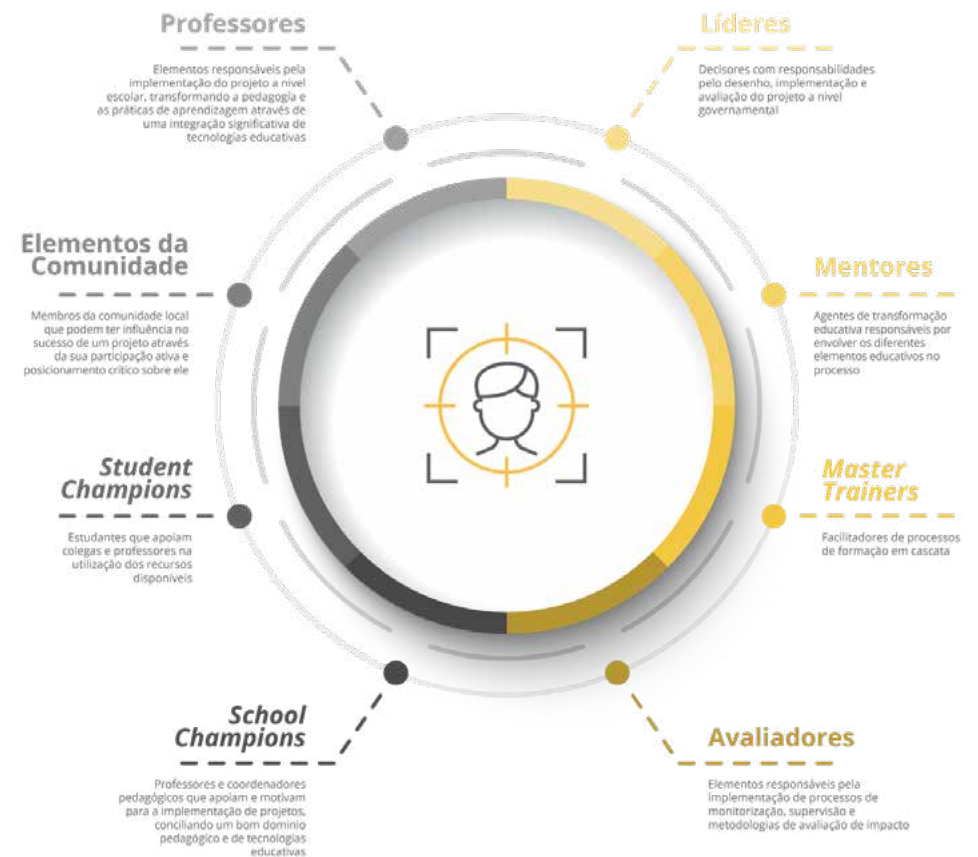 Professores
Elementos responsáveis pela
implementação do projeto a nivel
escolar, transformando a pedagogia e
as práticas de aprendizagem através de
uma integração significativa de
tecnologias educativas
Líderes
Decisores com responsabilidades
pelo desenho, implementação e
avaliação do projeto a nivel
governamental
Elementos da
Comunidade
Membros da comunidade local
que podem ter influência no
sucesso de um projeto através
da sua participação ativa e
posicionamento crítico sobre ele
Mentores
Agentes de transformação
educativa responsáveis por
envolver os diferentes
elementos educativos no
processo
Student
Champions
Estudantes que apoiam
colegas e professores na
utilização dos recursos
disponíveis
Master
Trainers
Facilitadores de processos
de formação em cascata
School
Champions
Professores e coordenadores
pedagógicos que apoiam e motivam
para a implementação de projetos,
conciliando um bom dominio
pedagógico e de tecnologias
educativas
Avaliadores
Elementos responsáveis pela
implementação de processos de
monitorização, supervisão e
metodologias de avaliação de impacto